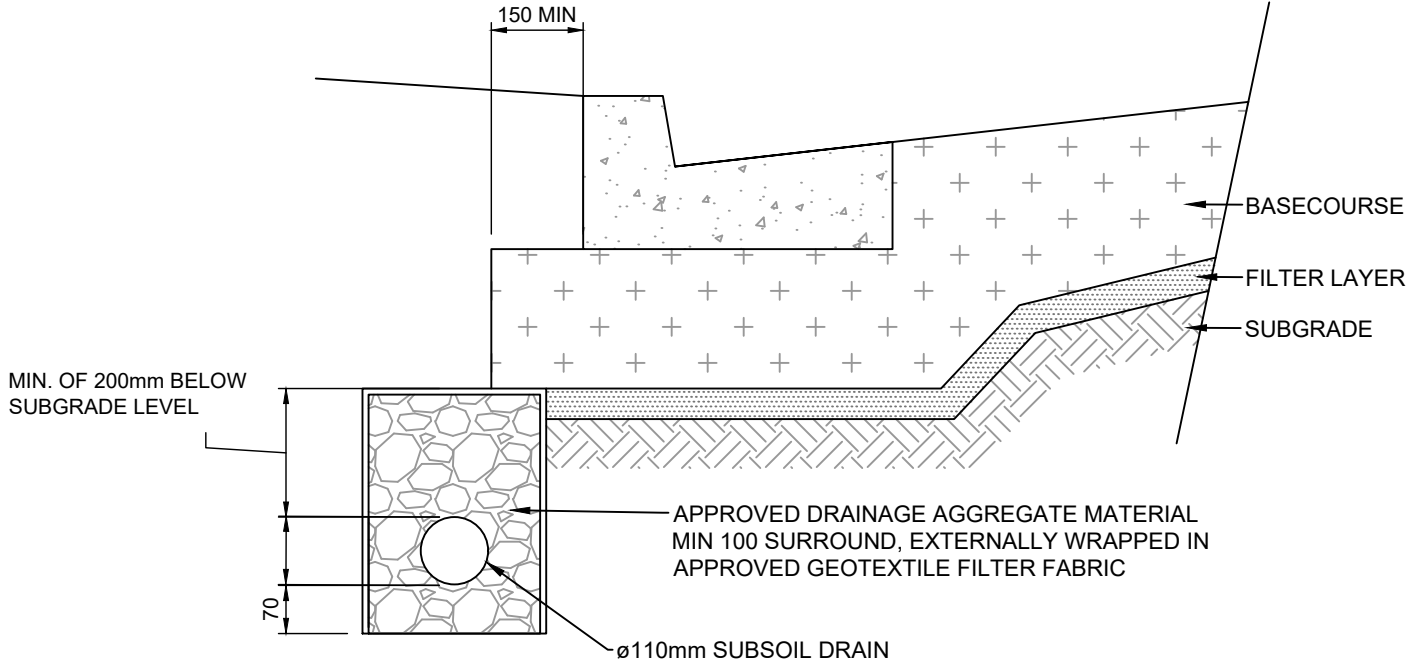 150 MIN
BASECOURSE
FILTER LAYER
SUBGRADE
MIN. OF 200mm BELOW
SUBGRADE LEVEL
APPROVED DRAINAGE AGGREGATE MATERIAL
MIN 100 SURROUND, EXTERNALLY WRAPPED IN
APPROVED GEOTEXTILE FILTER FABRIC
70
ø110mm SUBSOIL DRAIN